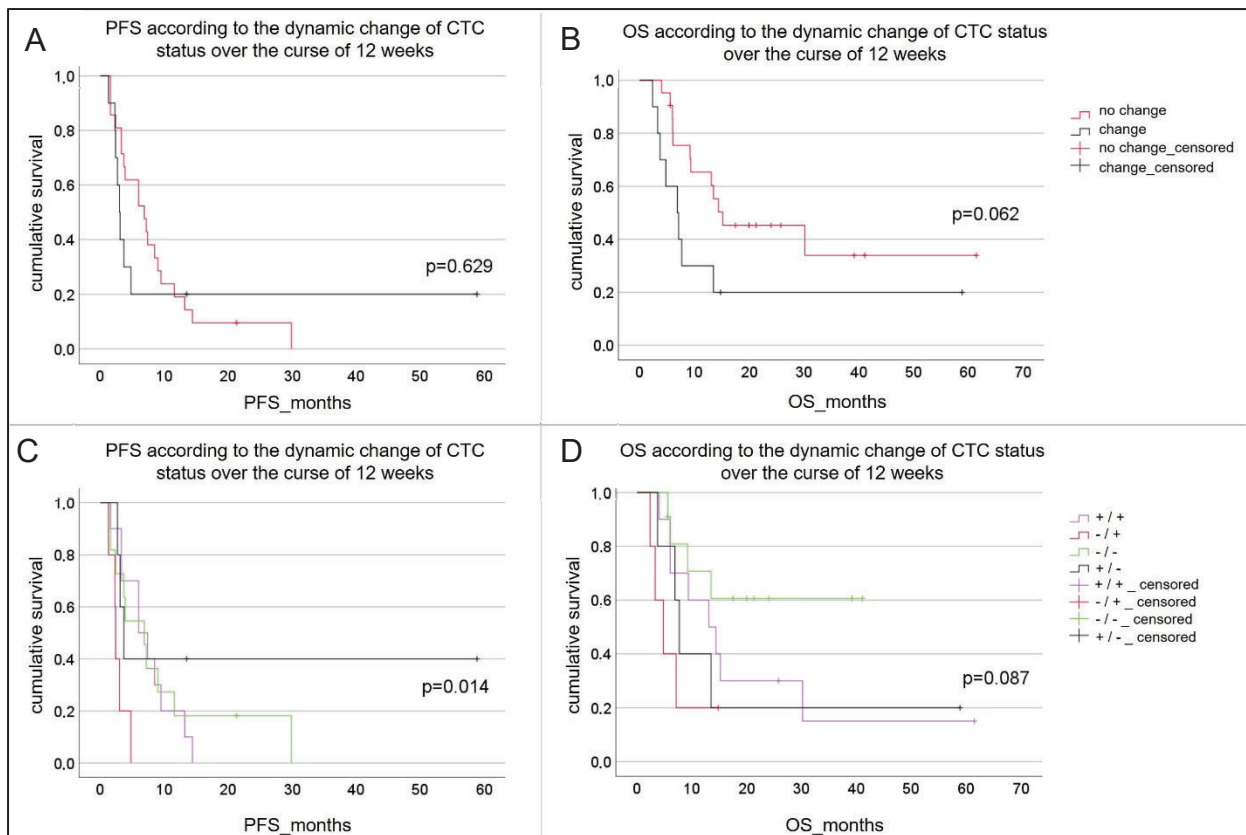 A
PFS according to the dynamic change of CTC
status over the curse of 12 weeks
1,0
0.8
0.6
0.4
0.2
0.0
cumulative survival
p=0.629
0
10
20
30
40
50
60
PFS_months
B
OS according to the dynamic change of CTC status
over the curse of 12 weeks
1,0
0.8
0.6
0.4
0.2
0.0
cumulative survival
p=0.062
0
10
20
30
40
50
60
70
OS_months
no change
change
no change_censored
change_censored
C
PFS according to the dynamic change of CTC
status over the curse of 12 weeks
1,0
0.8
0.6
0.4
0.2
0.0
cumulative survival
p=0.014
0
10
20
30
40
50
60
PFS_months
D
OS according to the dynamic change of CTC status
over the curse of 12 weeks
1,0
0.8
0.6
0.4
0.2
0.0
cumulative survival
p=0.087
0
10
20
30
40
50
60
70
OS_months
+ / +
- / +
- / -
+ / -
+ / + _ censored
- / + _ censored
- / - _ censored
+ / - _ censored